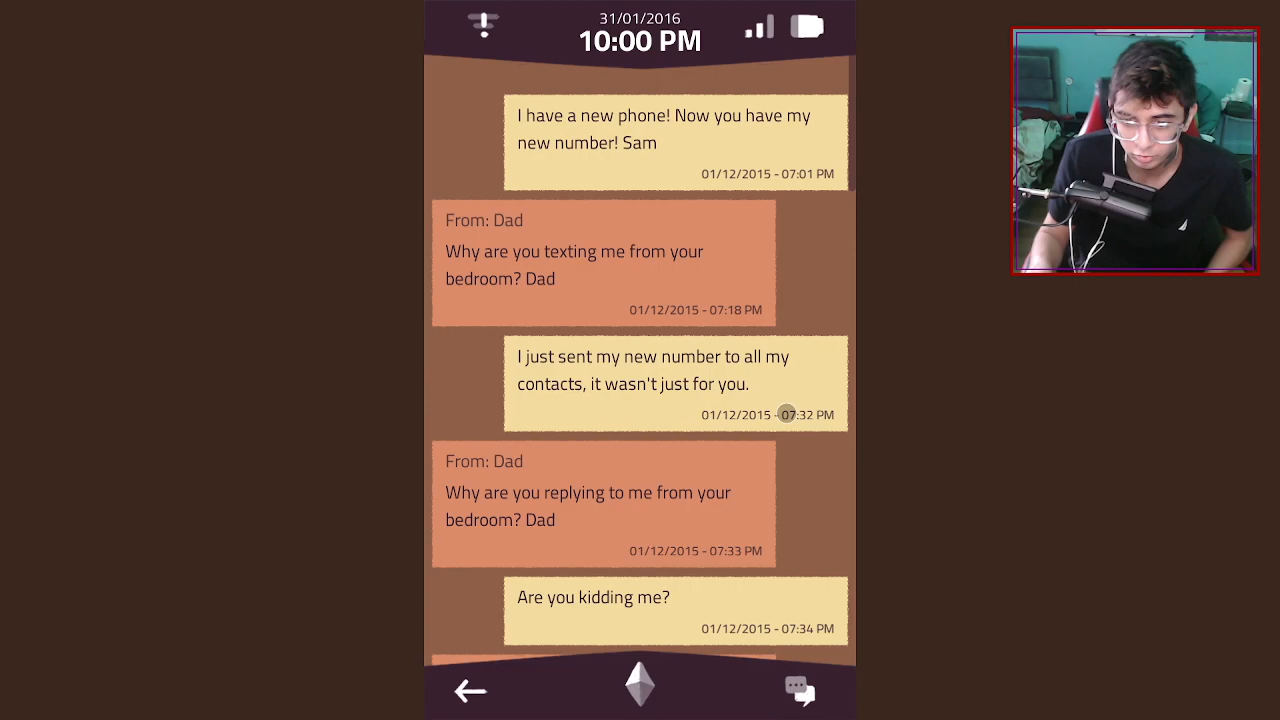 31/01/2016
10:00 PM
I have a new phone! Now you have my
new number! Sam
01/12/2015 - 07:01 PM
From: Dad
Why are you texting me from your
bedroom? Dad
01/12/2015 - 07:18 PM
I just sent my new number to all my
contacts, it wasn't just for you.
01/12/2015 - 07:32 PM
From: Dad
Why are you replying to me from your
bedroom? Dad
01/12/2015 - 07:33 PM
Are you kidding me?
01/12/2015 - 07:34 PM